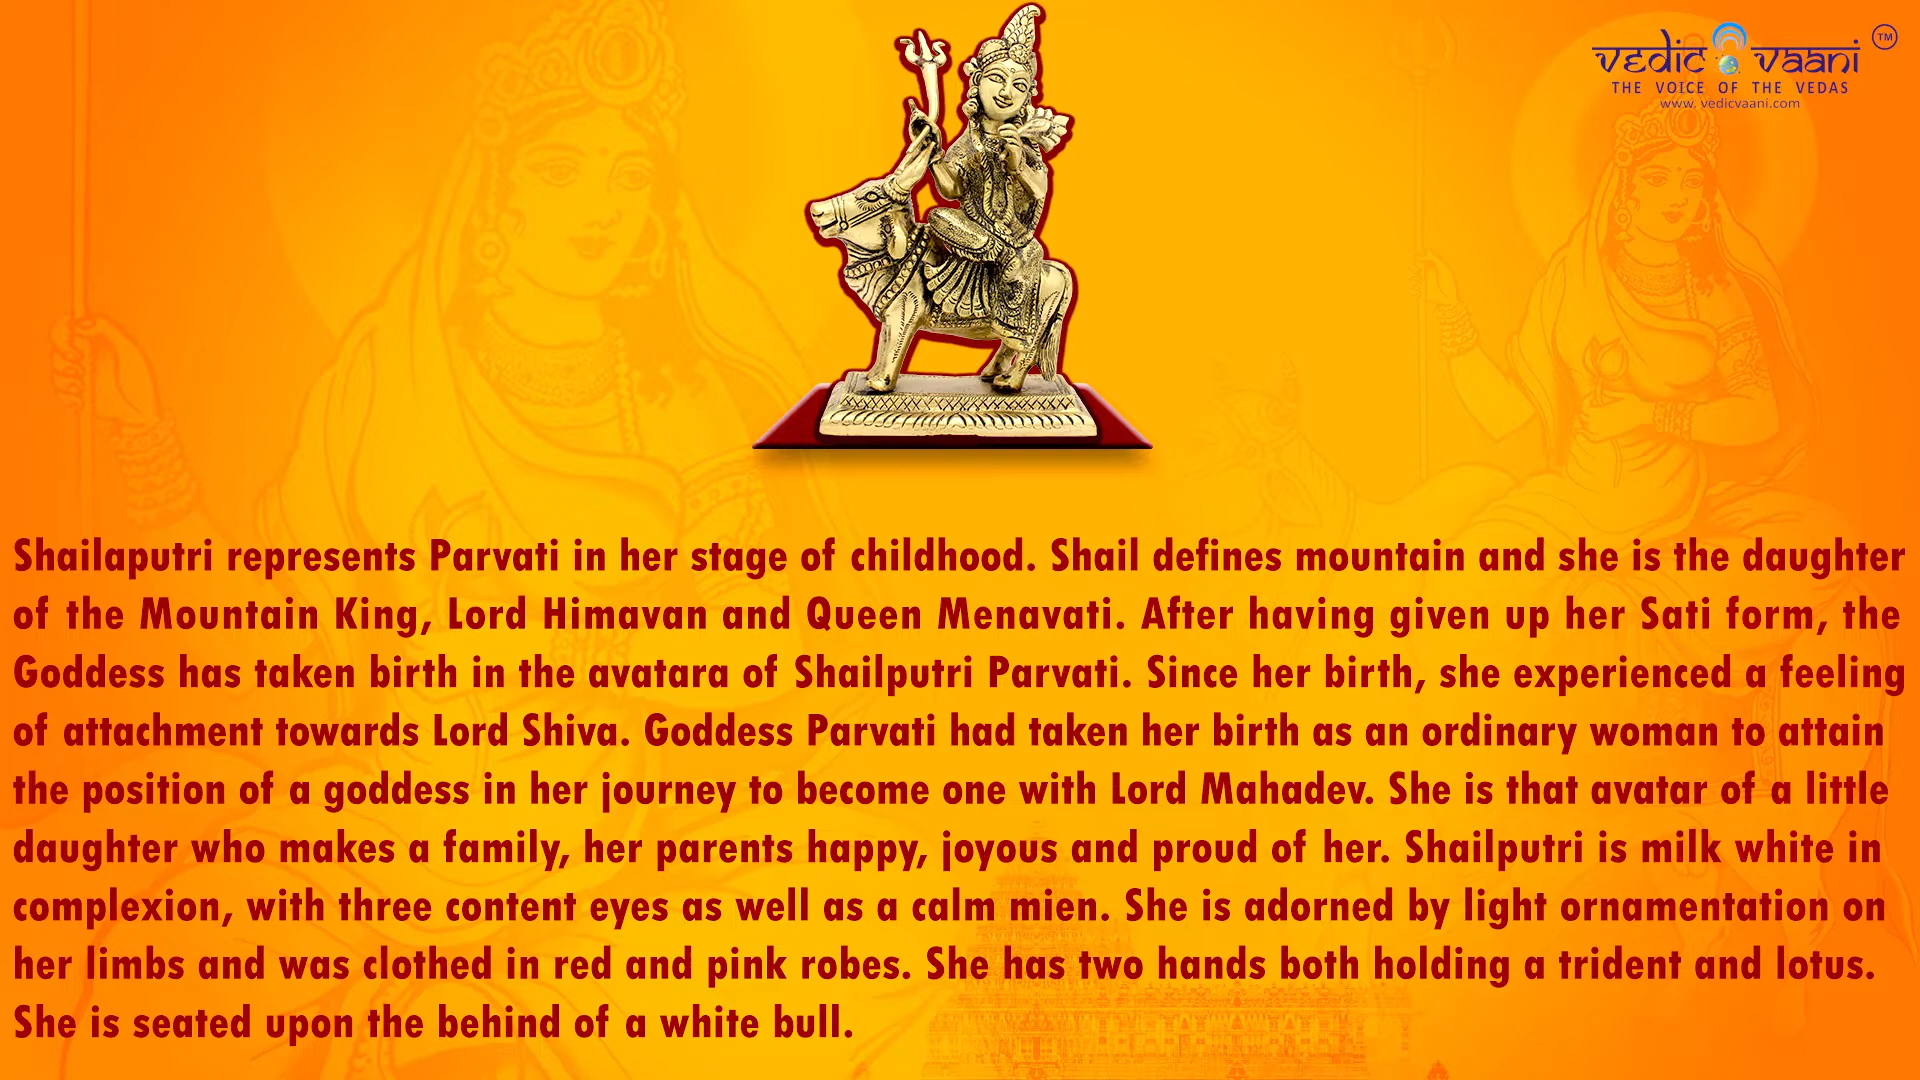 vedic vaani TM
THE VOICE OF THE VEDAS
www.vedicvaani.com
Shailaputri represents Parvati in her stage of childhood. Shail defines mountain and she is the daughter
of the Mountain King, Lord Himavan and Queen Menavati. After having given up her Sati form, the
Goddess has taken birth in the avatara of Shailputri Parvati. Since her birth, she experienced a feeling
of attachment towards Lord Shiva. Goddess Parvati had taken her birth as an ordinary woman to attain
the position of a goddess in her journey to become one with Lord Mahadev. She is that avatar of a little
daughter who makes a family, her parents happy, joyous and proud of her. Shailputri is milk white in
complexion, with three content eyes as well as a calm mien. She is adorned by light ornamentation on
her limbs and was clothed in red and pink robes. She has two hands both holding a trident and lotus.
She is seated upon the behind of a white bull.